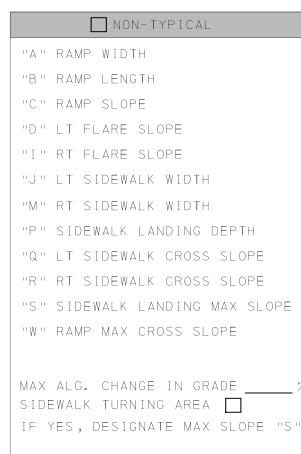 NON-TYPICAL
"A" RAMP WIDTH
"B" RAMP LENGTH
"C" RAMP SLOPE
"D" LT FLARE SLOPE
"I" RT FLARE SLOPE
"J" LT SIDEWALK WIDTH
"M" RT SIDEWALK WIDTH
"P" SIDEWALK LANDING DEPTH
"Q" LT SIDEWALK CROSS SLOPE
"R" RT SIDEWALK CROSS SLOPE
"S" SIDEWALK LANDING MAX SLOPE
"W" RAMP MAX CROSS SLOPE
MAX ALG. CHANGE IN GRADE _____ %
SIDEWALK TURNING AREA
IF YES, DESIGNATE MAX SLOPE "S"